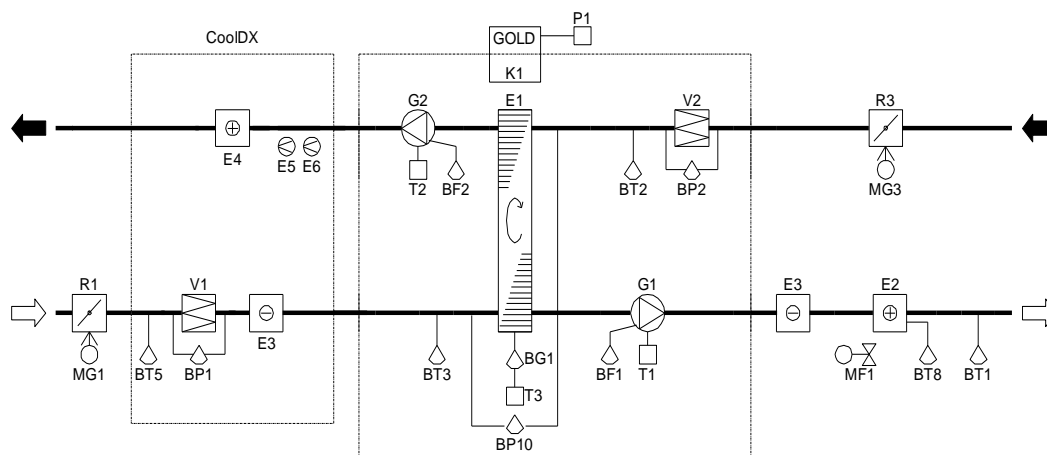 P1
CoolDX
GOLD
K1
G2
E1
V2
R3
E4
E5
E6
T2
BF2
BT2
BP2
MG3
R1
V1
G1
E3
E2
E3
MG1
BT5
BP1
BT3
BG1
BF1
T1
MF1
BT8
BT1
T3
BP10